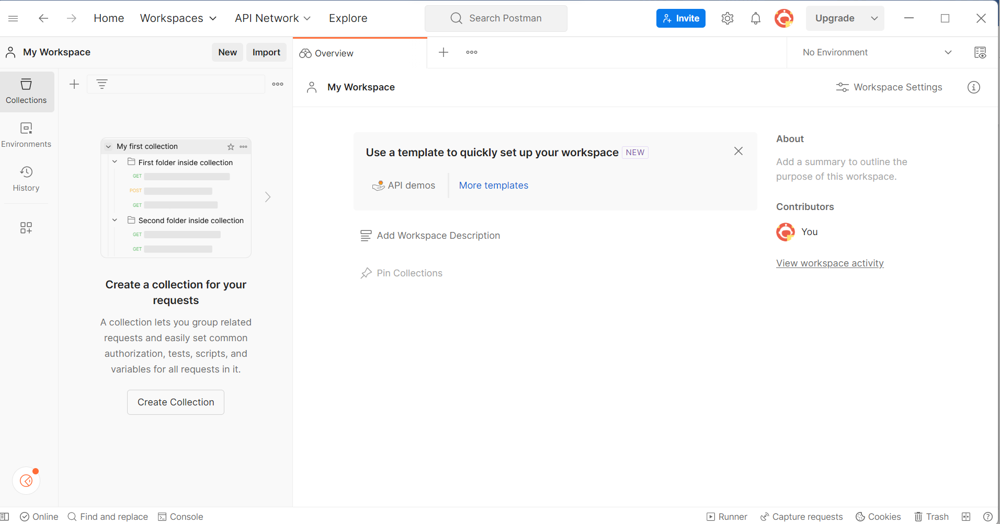 Home Workspaces API Network Explore Search Postman Invite Upgrade
My Workspace New Import Overview No Environment
My Workspace Workspace Settings
Collections
Environments
History
My first collection
First folder inside collection
GET
POST
GET
Second folder inside collection
GET
GET
Create a collection for your
requests
A collection lets you group related
requests and easily set common
authorization, tests, scripts, and
variables for all requests in it.
Create Collection
Use a template to quickly set up your workspace NEW
API demos More templates
Add Workspace Description
Pin Collections
About
Add a summary to outline the
purpose of this workspace.
Contributors
You
View workspace activity
Online Find and replace Console Runner Capture requests Cookies Trash